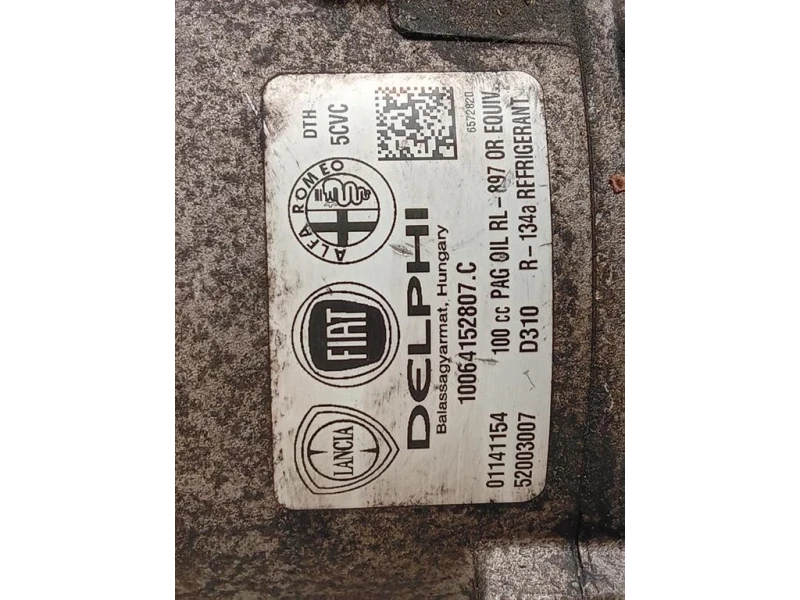 LANCIA
FIAT
ALFA ROMEO
DTH
5CVC
DELPHI
Balassagyarmat, Hungary
10064152807.C
6572820
01141154
100 cc PAG OIL RL-897 OR EQUIV.
52003007
D310
R-134a REFRIGERANT